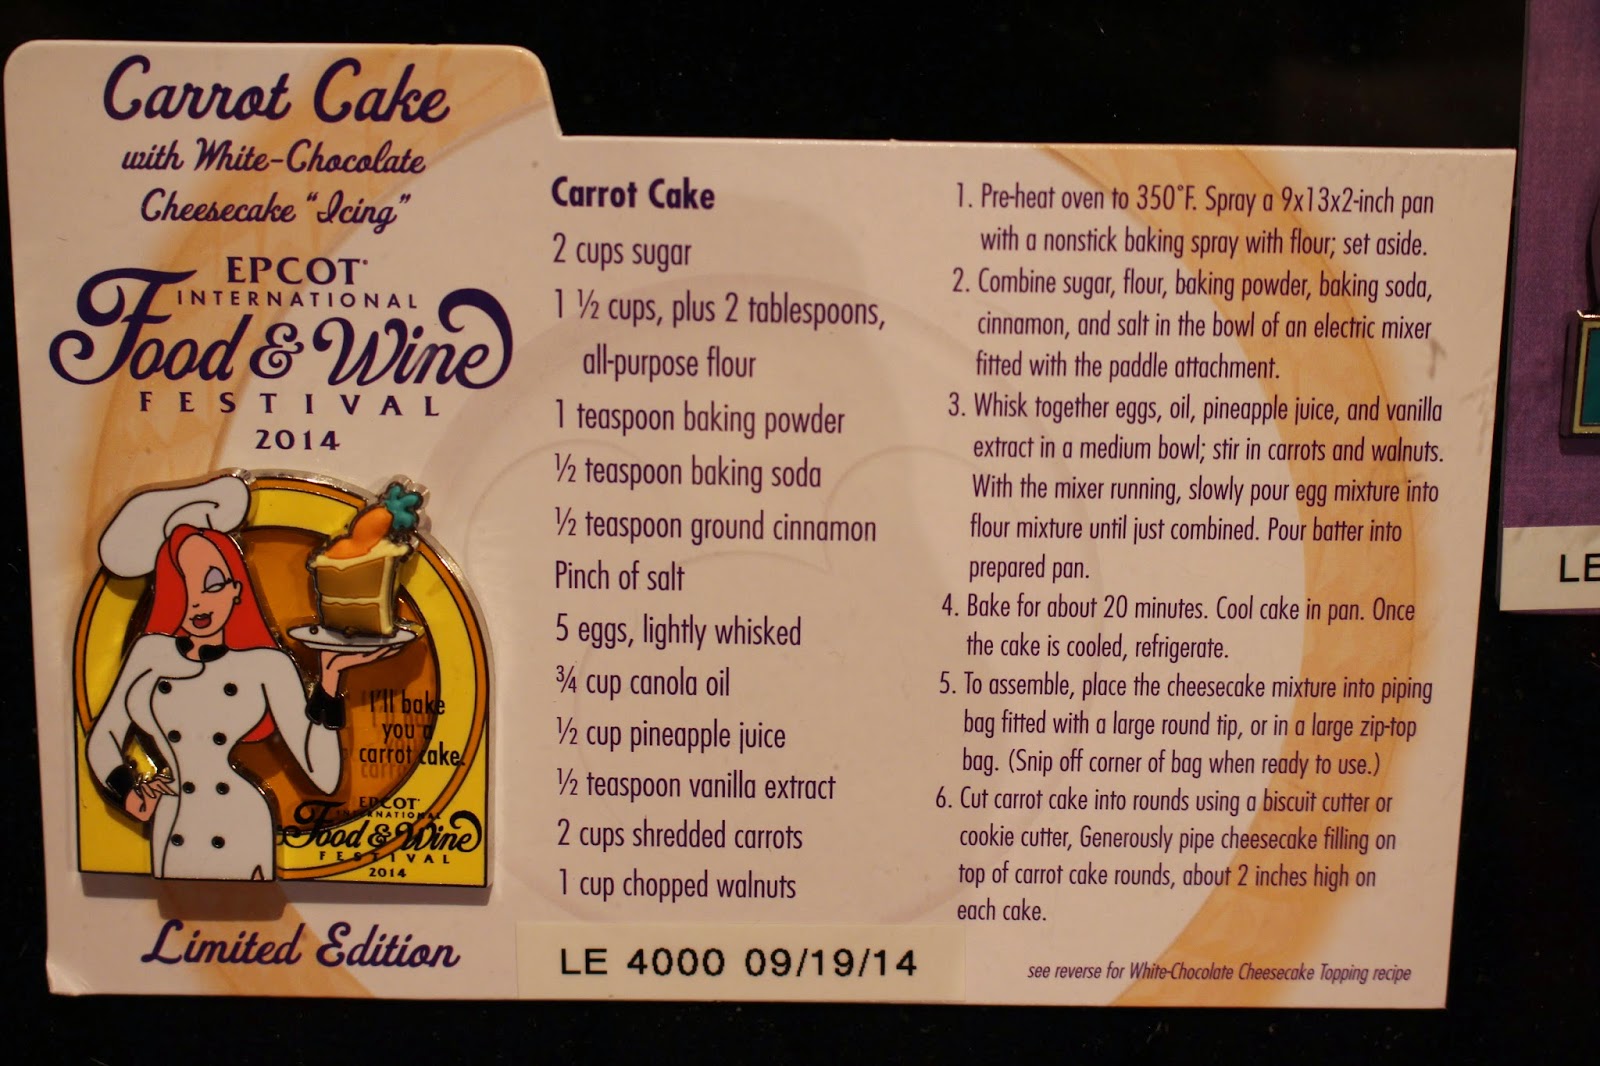 Carrot Cake
with White-Chocolate
Cheesecake "Icing"
EPCOT
INTERNATIONAL
Food & Wine
FESTIVAL
2014
I'll bake
you a
carrot cake.
EPCOT
INTERNATIONAL
Food & Wine
FESTIVAL
2014
Limited Edition
Carrot Cake
2 cups sugar
1 ½ cups, plus 2 tablespoons,
all-purpose flour
1 teaspoon baking powder
½ teaspoon baking soda
½ teaspoon ground cinnamon
Pinch of salt
5 eggs, lightly whisked
¾ cup canola oil
½ cup pineapple juice
½ teaspoon vanilla extract
2 cups shredded carrots
1 cup chopped walnuts
LE 4000 09/19/14
1. Pre-heat oven to 350°F. Spray a 9x13x2-inch pan
with a nonstick baking spray with flour; set aside.
2. Combine sugar, flour, baking powder, baking soda,
cinnamon, and salt in the bowl of an electric mixer
fitted with the paddle attachment.
3. Whisk together eggs, oil, pineapple juice, and vanilla
extract in a medium bowl; stir in carrots and walnuts.
With the mixer running, slowly pour egg mixture into
flour mixture until just combined. Pour batter into
prepared pan.
4. Bake for about 20 minutes. Cool cake in pan. Once
the cake is cooled, refrigerate.
5. To assemble, place the cheesecake mixture into piping
bag fitted with a large round tip, or in a large zip-top
bag. (Snip off corner of bag when ready to use.)
6. Cut carrot cake into rounds using a biscuit cutter or
cookie cutter, Generously pipe cheesecake filling on
top of carrot cake rounds, about 2 inches high on
each cake.
see reverse for White-Chocolate Cheesecake Topping recipe
LE